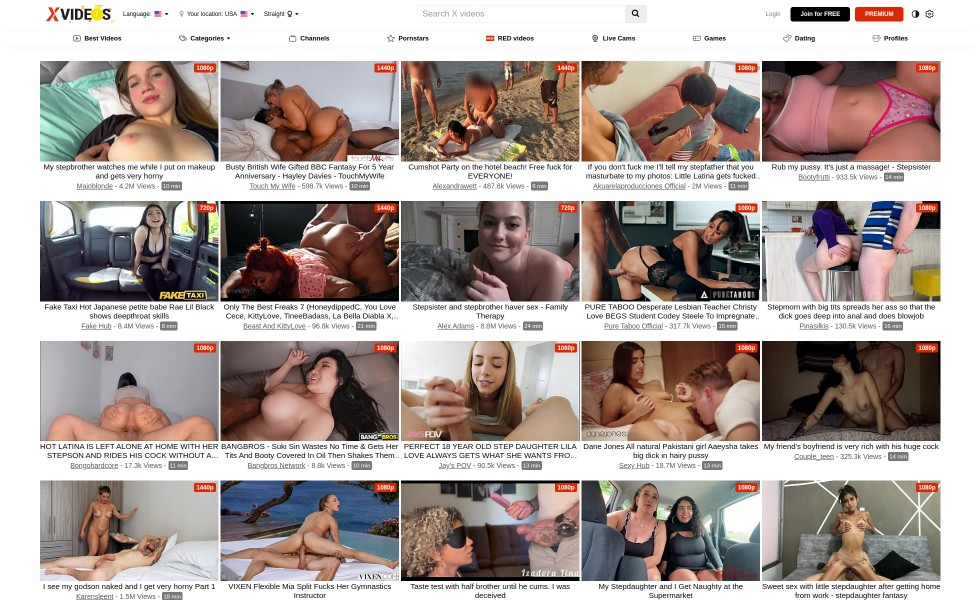 XVIDEOS
Language:
Your location: USA
Straight
Search X videos
Login
Join for FREE
PREMIUM
Best Videos
Categories
Channels
Pornstars
RED videos
Live Cams
Games
Dating
Profiles
1080p
1440p
1440p
1080p
1080p
My stepbrother watches me while I put on makeup
and gets very horny
Maioblonde - 4.2M Views - 10 min
Busty British Wife Gifted BBC Fantasy For 5 Year
Anniversary - Hayley Davies - TouchMyWife
Touch My Wife - 598.7k Views - 10 min
Cumshot Party on the hotel beach! Free fuck for
EVERYONE!
Alexandrawett - 487.8k Views - 8 min
If you don't fuck me I'll tell my stepfather that you
masturbate to my photos: Little Latina gets fucked..
Akuarelaproducciones Official - 2M Views - 11 min
Rub my pussy. It's just a massage! - Stepsister
Bootyfrutti - 933.5k Views - 14 min
720p
1440p
720p
1080p
1080p
FAKE TAXI
PURETABOO
Fake Taxi Hot Japanese petite babe Rae Lil Black
shows deepthroat skills
Fake Hub - 8.4M Views - 8 min
Only The Best Freaks 7 (HoneydippedC, You Love
Cece, KittyLove, TineeBadass, La Bella Diabla X,..
Beast And KittyLove - 96.8k Views - 21 min
Stepsister and stepbrother haver sex - Family
Therapy
Alex Adams - 8.8M Views - 24 min
PURE TABOO Desperate Lesbian Teacher Christy
Love BEGS Student Codey Steele To Impregnate..
Pure Taboo Official - 317.7k Views - 15 min
Stepmom with big tits spreads her ass so that the
dick goes deep into anal and does blowjob
Pinasilkis - 130.5k Views - 16 min
1080p
1080p
1080p
1080p
1080p
BANGBROS
JAYSPOV
danejones
HOT LATINA IS LEFT ALONE AT HOME WITH HER
STEPSON AND RIDES HIS COCK WITHOUT A...
Bongohardcore - 17.3k Views - 11 min
BANGBROS - Suki Sin Wastes No Time & Gets Her
Tits And Booty Covered In Oil Then Shakes Them..
Bangbros Network - 8.8k Views - 10 min
PERFECT 18 YEAR OLD STEP DAUGHTER LILA
LOVE ALWAYS GETS WHAT SHE WANTS FRO...
Jay's POV - 90.5k Views - 13 min
Dane Jones All natural Pakistani girl Aaeysha takes
big dick in hairy pussy
Sexy Hub - 18.7M Views - 13 min
My friend's boyfriend is very rich with his huge cock
Couple_teen - 325.3k Views - 14 min
1440p
1080p
1080p
1080p
VIXEN.COM
Izadora Lina
I see my godson naked and I get very horny Part 1
Karensleent - 1.5M Views - 18 min
VIXEN Flexible Mia Split Fucks Her Gymnastics
Instructor
Taste test with half brother until he cums. I was
deceived
My Stepdaughter and I Get Naughty at the
Supermarket
Sweet sex with little stepdaughter after getting home
from work - stepdaughter fantasy